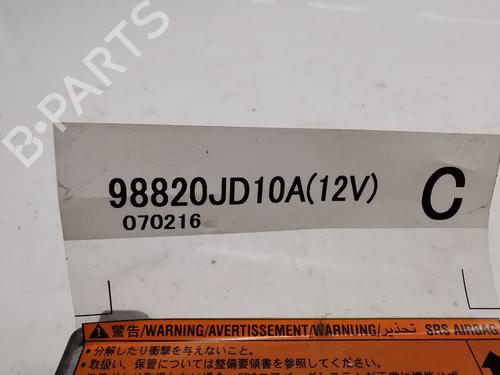 B-PARTS
98820JD10A(12V) C
070216
警告/WARNING/AVERTISSEMENT/WARNUNG/تحذير SRS AIRBAG
・分解したり衝撃を与えないこと。
・取扱い、保管については整備要領書を参照してください。